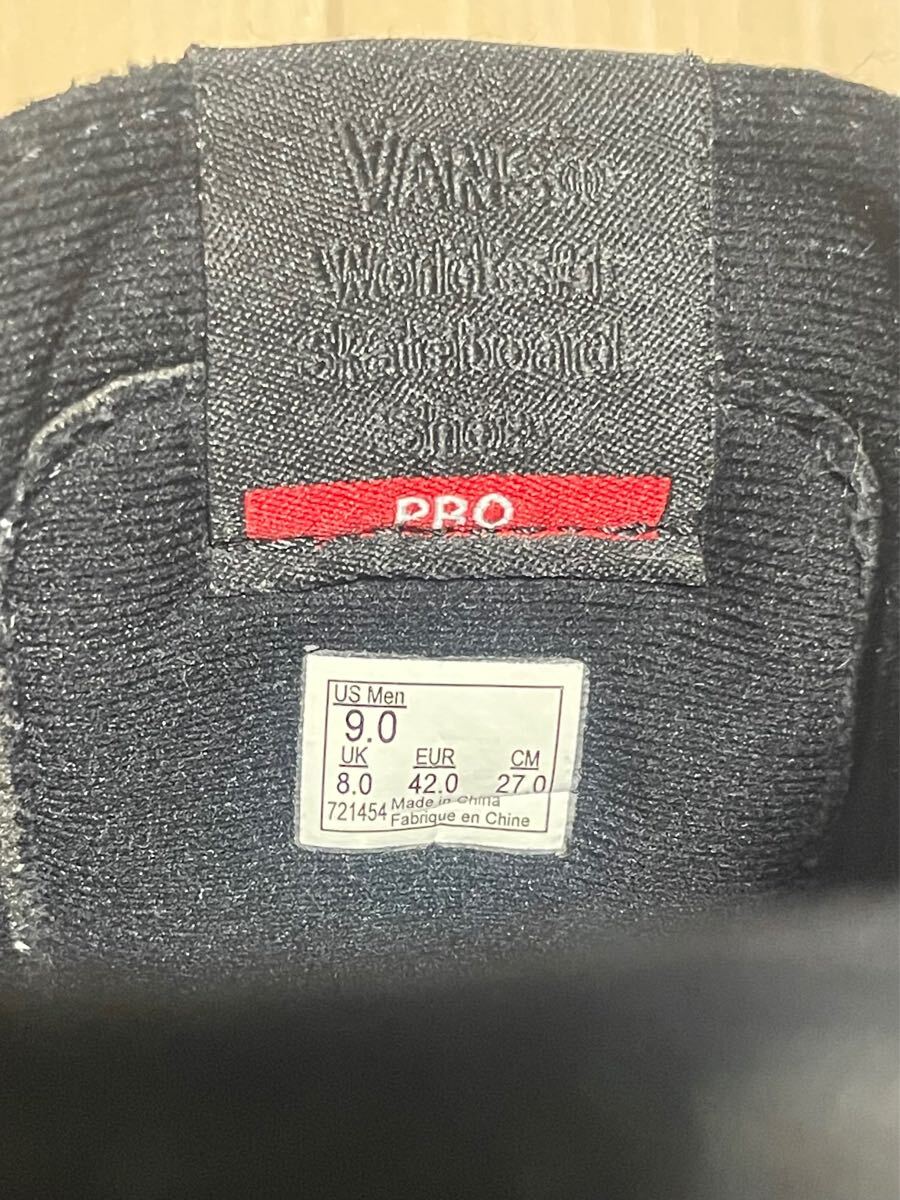 VANS
World's #1
Skateboard
Shoes
PRO
US Men
9.0
UK EUR CM
8.0 42.0 27.0
721454 Made in China
Fabrique en Chine